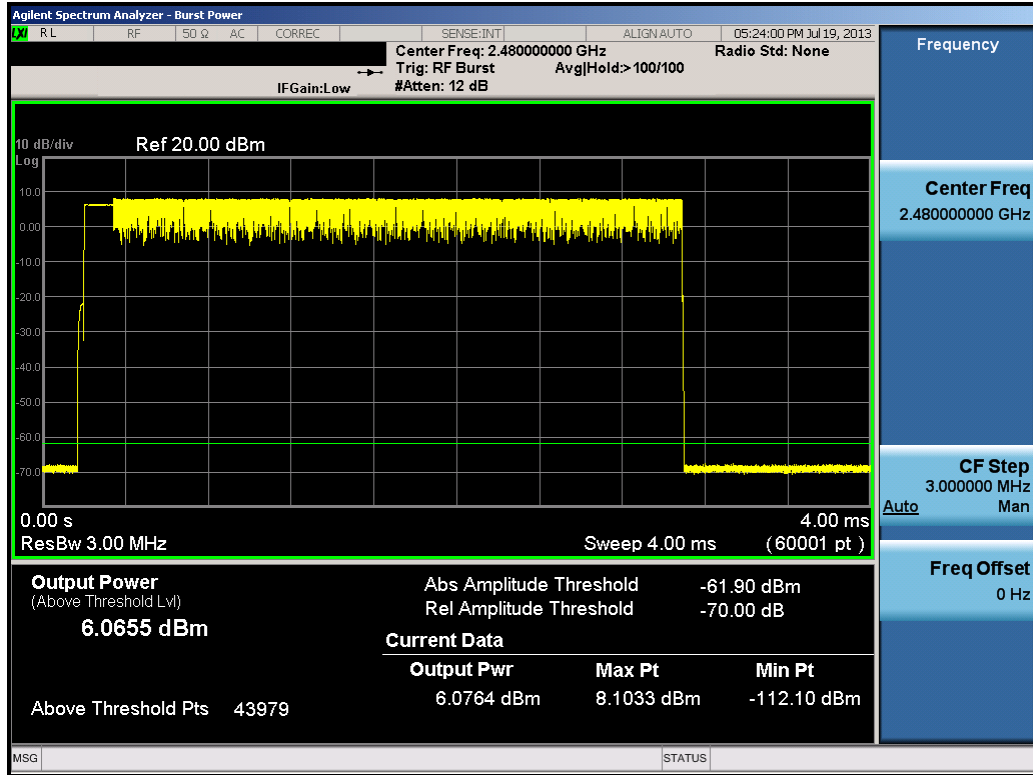 Agilent Spectrum Analyzer - Burst Power
LXI RL RF 50 Ω AC CORREC SENSE:INT ALIGN AUTO 05:24:00 PM Jul 19, 2013
Center Freq: 2.480000000 GHz Radio Std: None
Trig: RF Burst Avg|Hold:>100/100
IFGain:Low #Atten: 12 dB
Frequency
10 dB/div Ref 20.00 dBm
Log
10.0
0.00
-10.0
-20.0
-30.0
-40.0
-50.0
-60.0
-70.0
0.00 s 4.00 ms
ResBw 3.00 MHz Sweep 4.00 ms (60001 pt)
Center Freq
2.480000000 GHz
CF Step
3.000000 MHz
Auto Man
Freq Offset
0 Hz
Output Power
(Above Threshold Lvl)
6.0655 dBm
Above Threshold Pts 43979
Abs Amplitude Threshold -61.90 dBm
Rel Amplitude Threshold -70.00 dB
Current Data
Output Pwr Max Pt Min Pt
6.0764 dBm 8.1033 dBm -112.10 dBm
MSG STATUS